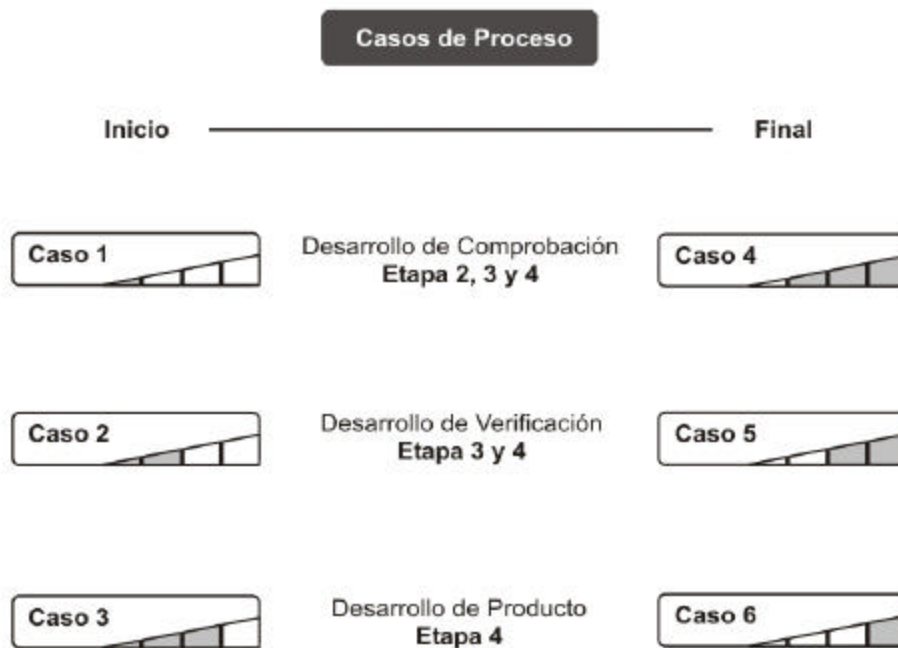 Casos de Proceso
Inicio
Final
Caso 1
Desarrollo de Comprobación
Etapa 2, 3 y 4
Caso 4
Caso 2
Desarrollo de Verificación
Etapa 3 y 4
Caso 5
Caso 3
Desarrollo de Producto
Etapa 4
Caso 6